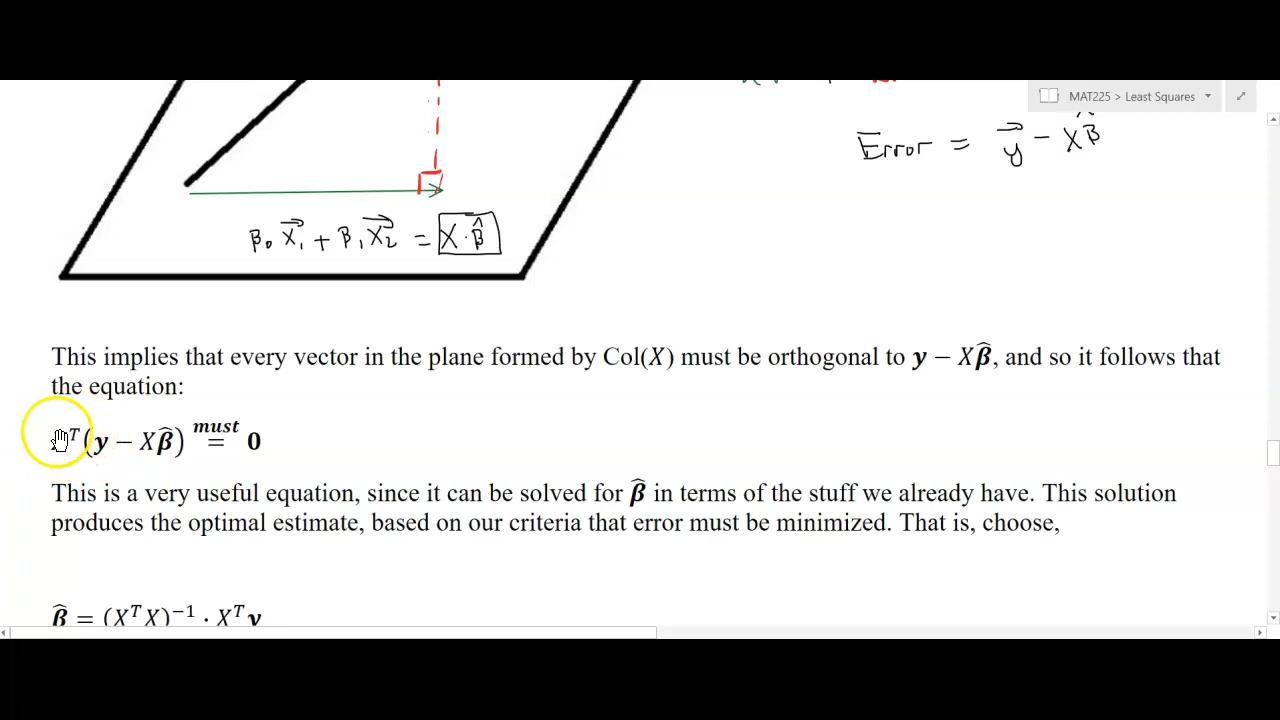 MAT225 > Least Squares
Error = y⃗ − Xβ̂
β₀ X⃗₁ + β₁ X⃗₂ = X · β̂
This implies that every vector in the plane formed by Col(X) must be orthogonal to y − Xβ̂, and so it follows that
the equation:
Xᵀ(y − Xβ̂) must = 0
This is a very useful equation, since it can be solved for β̂ in terms of the stuff we already have. This solution
produces the optimal estimate, based on our criteria that error must be minimized. That is, choose,
β̂ = (XᵀX)⁻¹ · Xᵀy